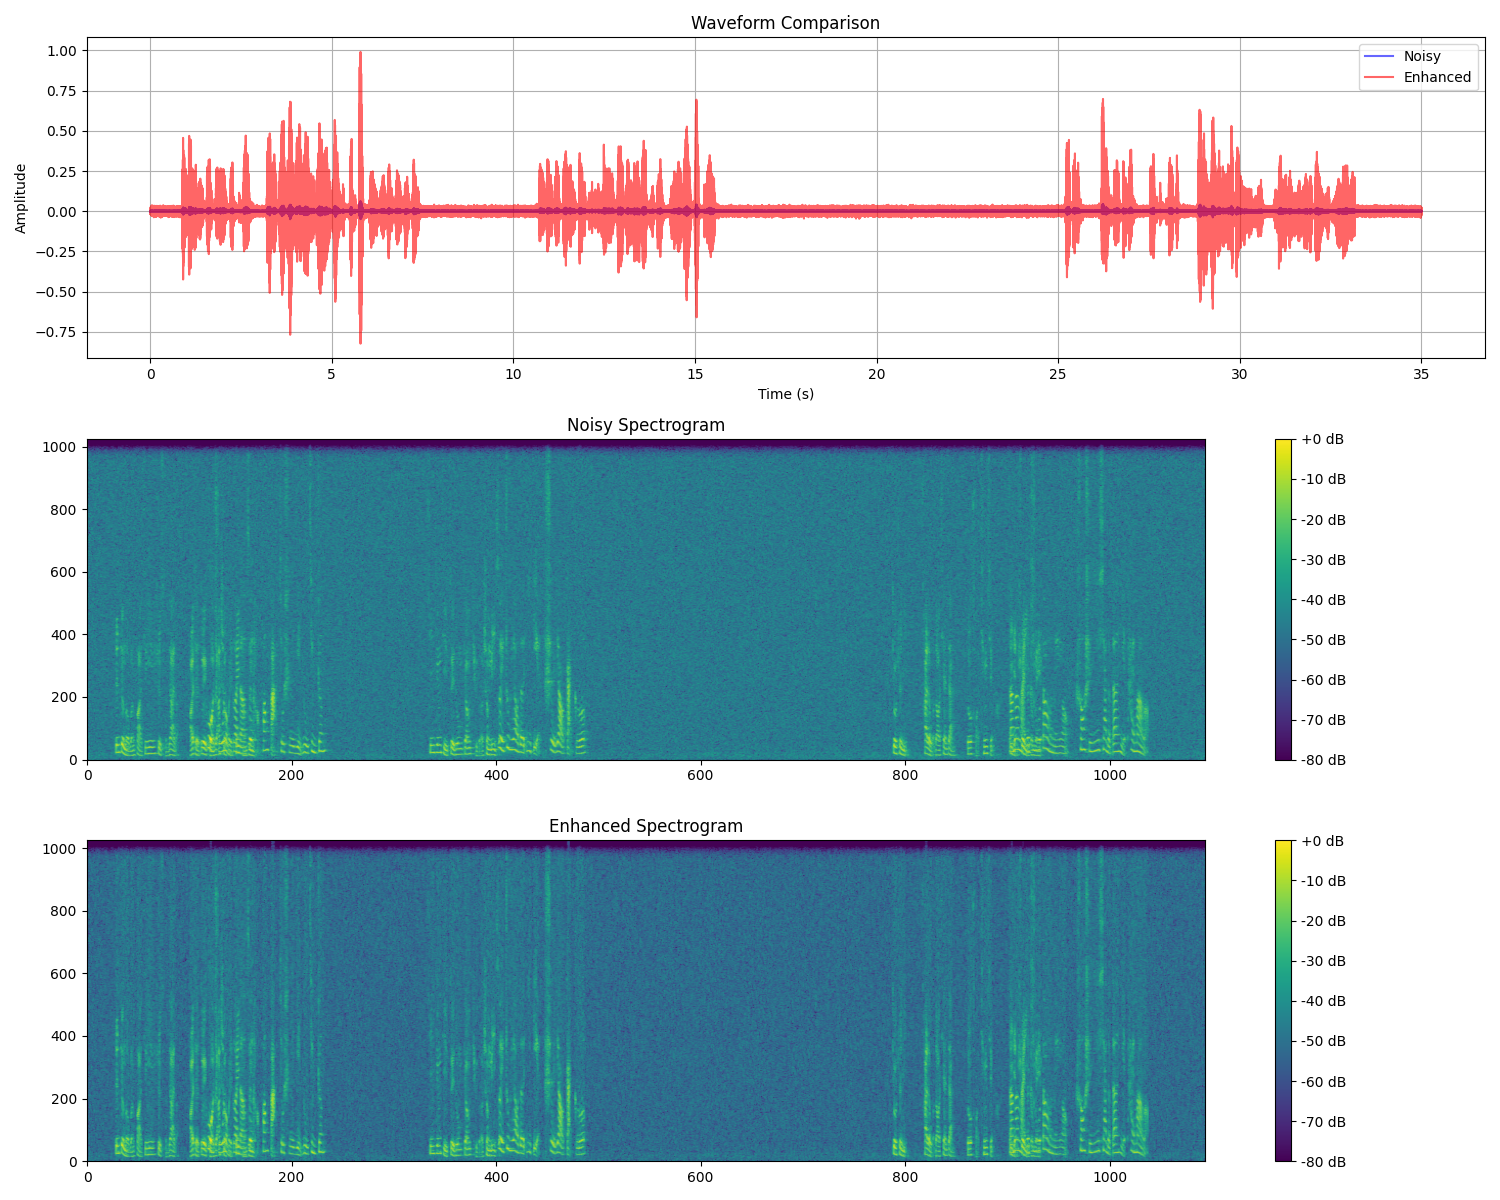 Waveform Comparison
1.00
0.75
0.50
0.25
0.00
−0.25
−0.50
−0.75
Amplitude
Noisy
Enhanced
0 5 10 15 20 25 30 35
Time (s)
Noisy Spectrogram
1000
800
600
400
200
0
0 200 400 600 800 1000
+0 dB
-10 dB
-20 dB
-30 dB
-40 dB
-50 dB
-60 dB
-70 dB
-80 dB
Enhanced Spectrogram
1000
800
600
400
200
0
0 200 400 600 800 1000
+0 dB
-10 dB
-20 dB
-30 dB
-40 dB
-50 dB
-60 dB
-70 dB
-80 dB